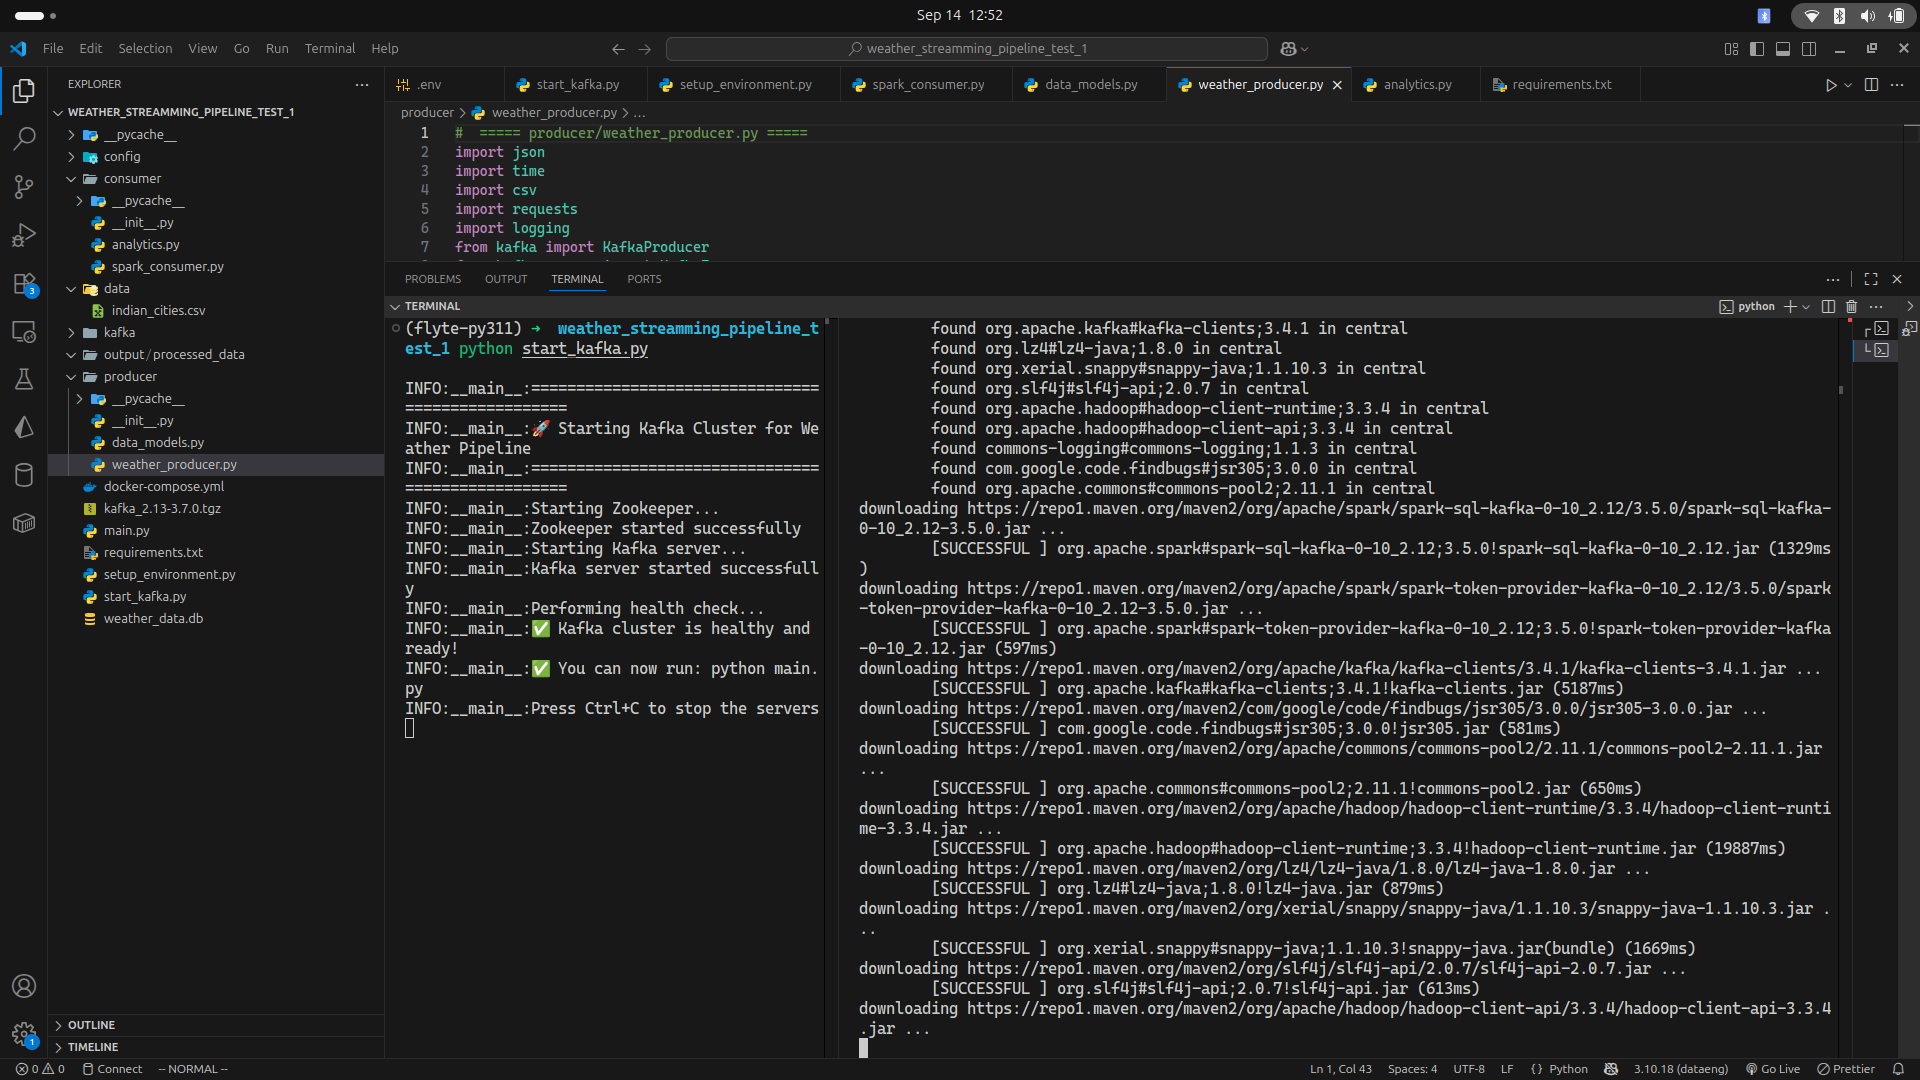 Sep 14 12:52
File Edit Selection View Go Run Terminal Help
weather_streamming_pipeline_test_1
EXPLORER
WEATHER_STREAMMING_PIPELINE_TEST_1
__pycache__
config
consumer
__pycache__
__init__.py
analytics.py
spark_consumer.py
data
indian_cities.csv
kafka
output/processed_data
producer
__pycache__
__init__.py
data_models.py
weather_producer.py
docker-compose.yml
kafka_2.13-3.7.0.tgz
main.py
requirements.txt
setup_environment.py
start_kafka.py
weather_data.db
OUTLINE
TIMELINE
3
1
.env start_kafka.py setup_environment.py spark_consumer.py data_models.py weather_producer.py analytics.py requirements.txt
producer > weather_producer.py > ...
1 # ===== producer/weather_producer.py =====
2 import json
3 import time
4 import csv
5 import requests
6 import logging
7 from kafka import KafkaProducer
PROBLEMS OUTPUT TERMINAL PORTS
TERMINAL
python
(flyte-py311) ➜ weather_streamming_pipeline_t
est_1 python start_kafka.py
INFO:__main__:================================
==================
INFO:__main__:🚀 Starting Kafka Cluster for We
ather Pipeline
INFO:__main__:================================
==================
INFO:__main__:Starting Zookeeper...
INFO:__main__:Zookeeper started successfully
INFO:__main__:Starting Kafka server...
INFO:__main__:Kafka server started successfull
y
INFO:__main__:Performing health check...
INFO:__main__:✅ Kafka cluster is healthy and
ready!
INFO:__main__:✅ You can now run: python main.
py
INFO:__main__:Press Ctrl+C to stop the servers
found org.apache.kafka#kafka-clients;3.4.1 in central
found org.lz4#lz4-java;1.8.0 in central
found org.xerial.snappy#snappy-java;1.1.10.3 in central
found org.slf4j#slf4j-api;2.0.7 in central
found org.apache.hadoop#hadoop-client-runtime;3.3.4 in central
found org.apache.hadoop#hadoop-client-api;3.3.4 in central
found commons-logging#commons-logging;1.1.3 in central
found com.google.code.findbugs#jsr305;3.0.0 in central
found org.apache.commons#commons-pool2;2.11.1 in central
downloading https://repo1.maven.org/maven2/org/apache/spark/spark-sql-kafka-0-10_2.12/3.5.0/spark-sql-kafka-
0-10_2.12-3.5.0.jar ...
[SUCCESSFUL ] org.apache.spark#spark-sql-kafka-0-10_2.12;3.5.0!spark-sql-kafka-0-10_2.12.jar (1329ms
)
downloading https://repo1.maven.org/maven2/org/apache/spark/spark-token-provider-kafka-0-10_2.12/3.5.0/spark
-token-provider-kafka-0-10_2.12-3.5.0.jar ...
[SUCCESSFUL ] org.apache.spark#spark-token-provider-kafka-0-10_2.12;3.5.0!spark-token-provider-kafka
-0-10_2.12.jar (597ms)
downloading https://repo1.maven.org/maven2/org/apache/kafka/kafka-clients/3.4.1/kafka-clients-3.4.1.jar ...
[SUCCESSFUL ] org.apache.kafka#kafka-clients;3.4.1!kafka-clients.jar (5187ms)
downloading https://repo1.maven.org/maven2/com/google/code/findbugs/jsr305/3.0.0/jsr305-3.0.0.jar ...
[SUCCESSFUL ] com.google.code.findbugs#jsr305;3.0.0!jsr305.jar (581ms)
downloading https://repo1.maven.org/maven2/org/apache/commons/commons-pool2/2.11.1/commons-pool2-2.11.1.jar
...
[SUCCESSFUL ] org.apache.commons#commons-pool2;2.11.1!commons-pool2.jar (650ms)
downloading https://repo1.maven.org/maven2/org/apache/hadoop/hadoop-client-runtime/3.3.4/hadoop-client-runti
me-3.3.4.jar ...
[SUCCESSFUL ] org.apache.hadoop#hadoop-client-runtime;3.3.4!hadoop-client-runtime.jar (19887ms)
downloading https://repo1.maven.org/maven2/org/lz4/lz4-java/1.8.0/lz4-java-1.8.0.jar ...
[SUCCESSFUL ] org.lz4#lz4-java;1.8.0!lz4-java.jar (879ms)
downloading https://repo1.maven.org/maven2/org/xerial/snappy/snappy-java/1.1.10.3/snappy-java-1.1.10.3.jar .
..
[SUCCESSFUL ] org.xerial.snappy#snappy-java;1.1.10.3!snappy-java.jar(bundle) (1669ms)
downloading https://repo1.maven.org/maven2/org/slf4j/slf4j-api/2.0.7/slf4j-api-2.0.7.jar ...
[SUCCESSFUL ] org.slf4j#slf4j-api;2.0.7!slf4j-api.jar (613ms)
downloading https://repo1.maven.org/maven2/org/apache/hadoop/hadoop-client-api/3.3.4/hadoop-client-api-3.3.4
.jar ...
0 0 Connect -- NORMAL -- Ln 1, Col 43 Spaces: 4 UTF-8 LF {} Python 3.10.18 (dataeng) Go Live Prettier